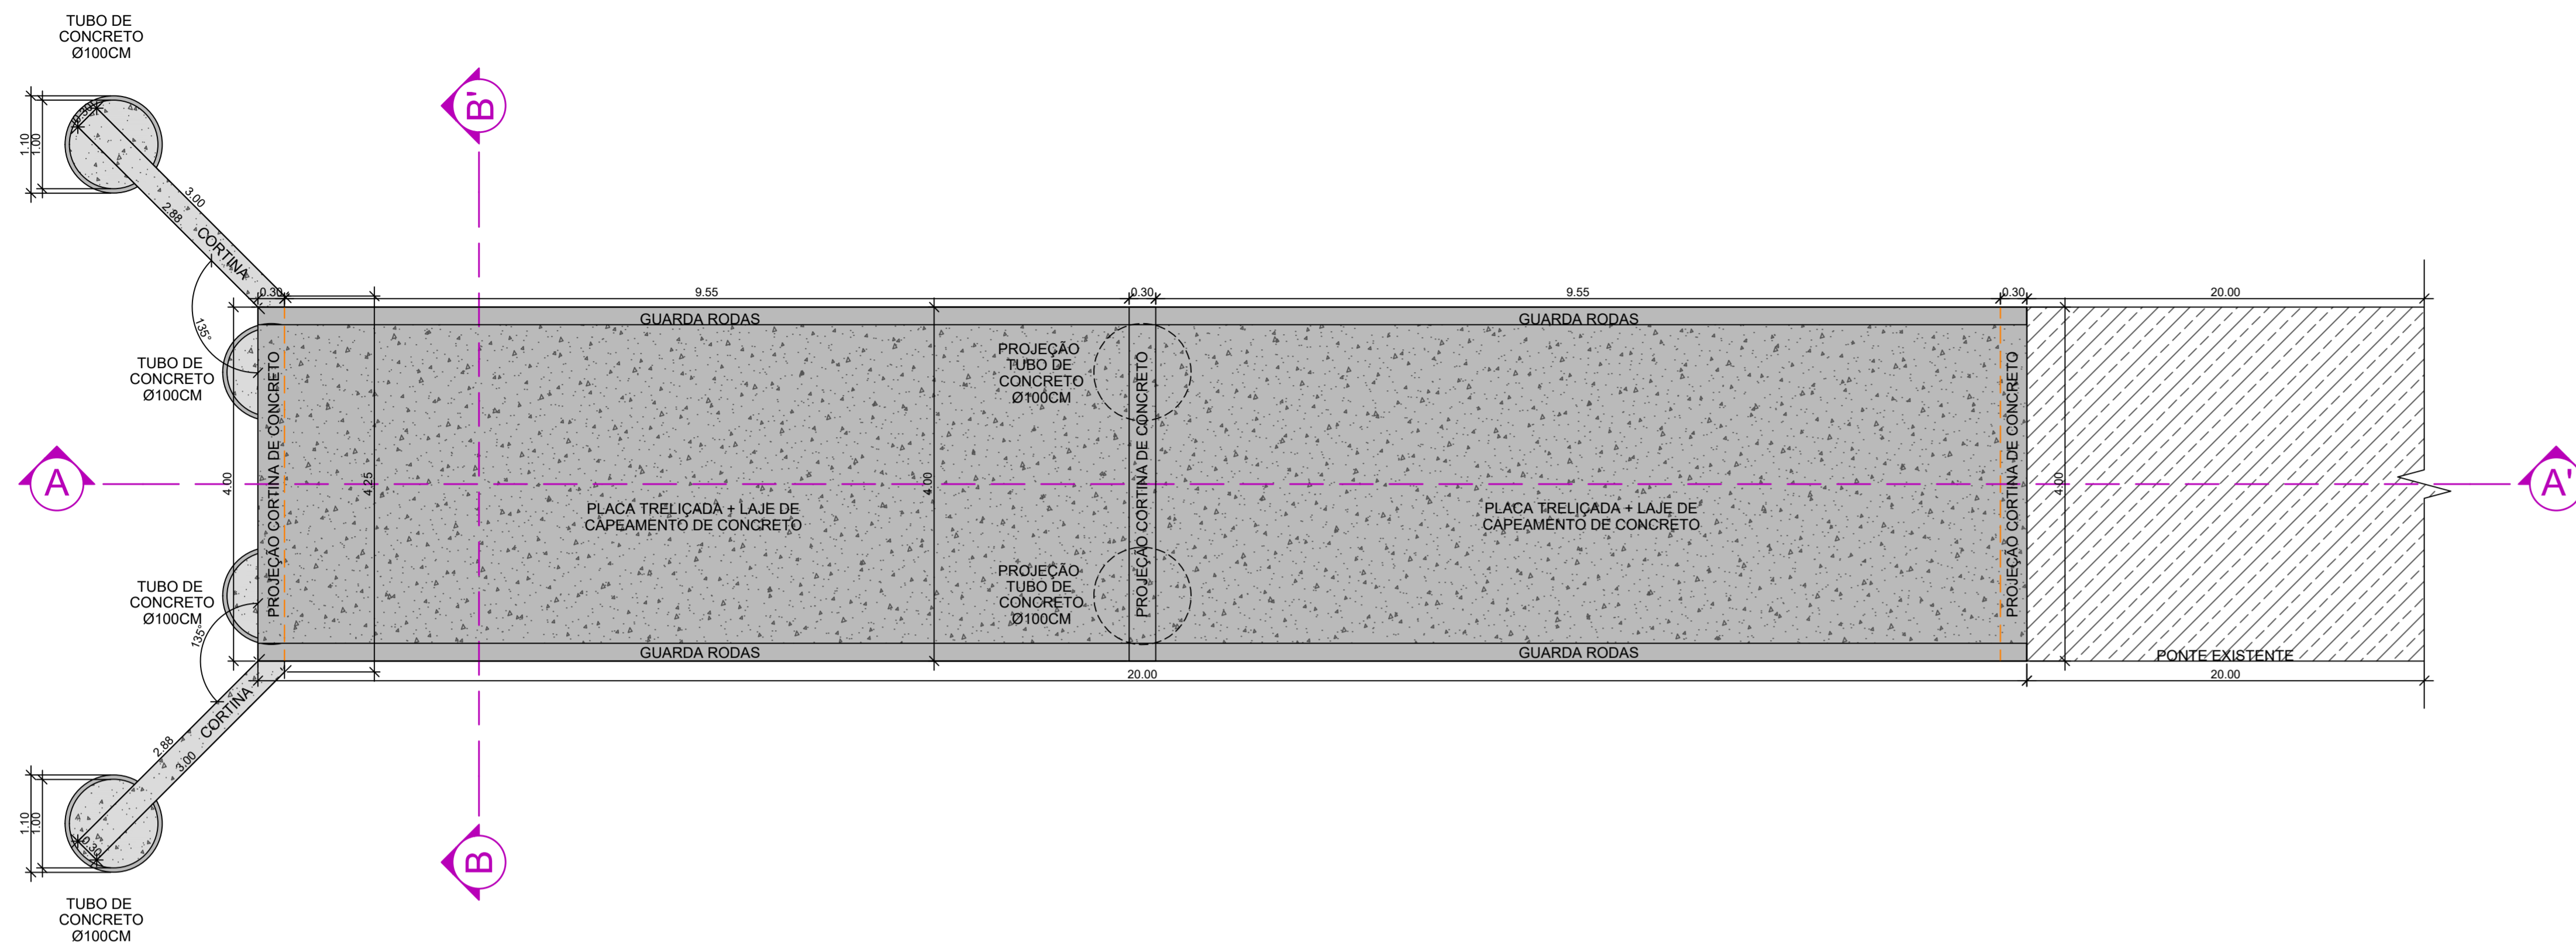 TUBO DE
CONCRETO
Ø100CM
B'
1.10
1.00
0.30
3.00
2.88
CORTINA
135°
0.30
9.55
0.30
9.55
0.30
20.00
GUARDA RODAS
GUARDA RODAS
TUBO DE
CONCRETO
Ø100CM
PROJEÇÃO
TUBO DE
CONCRETO
Ø100CM
PROJEÇÃO CORTINA DE CONCRETO
PROJEÇÃO CORTINA DE CONCRETO
PROJEÇÃO CORTINA DE CONCRETO
A
4.00
4.25
4.00
4.00
A'
PLACA TRELIÇADA + LAJE DE
CAPEAMENTO DE CONCRETO
PLACA TRELIÇADA + LAJE DE
CAPEAMENTO DE CONCRETO
TUBO DE
CONCRETO
Ø100CM
PROJEÇÃO
TUBO DE
CONCRETO
Ø100CM
135°
GUARDA RODAS
GUARDA RODAS
PONTE EXISTENTE
20.00
20.00
CORTINA
2.88
3.00
1.10
1.00
0.30
B
TUBO DE
CONCRETO
Ø100CM